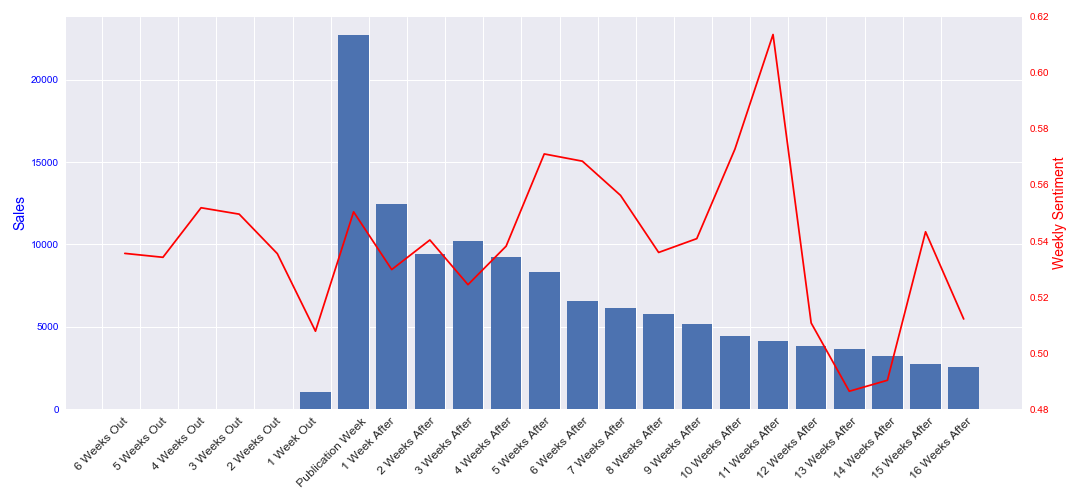 0.62
0.60
20000
0.58
15000
0.56
Sales
Weekly Sentiment
10000
0.54
0.52
5000
0.50
0
0.48
6 Weeks Out
5 Weeks Out
4 Weeks Out
3 Weeks Out
2 Weeks Out
1 Week Out
Publication Week
1 Week After
2 Weeks After
3 Weeks After
4 Weeks After
5 Weeks After
6 Weeks After
7 Weeks After
8 Weeks After
9 Weeks After
10 Weeks After
11 Weeks After
12 Weeks After
13 Weeks After
14 Weeks After
15 Weeks After
16 Weeks After